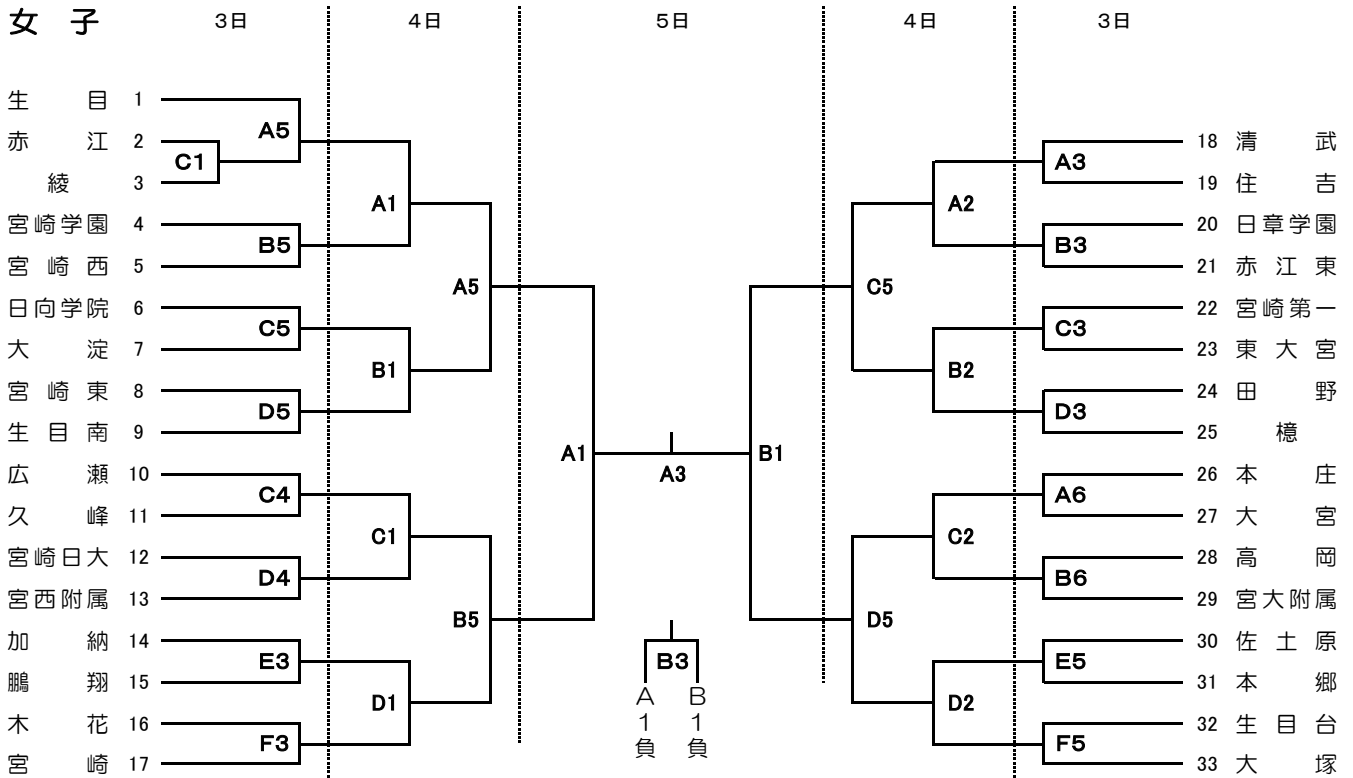 女子 3日 4日 5日 4日 3日
生目 1
A5
赤江 2
C1
綾 3
A1
宮崎学園 4
B5
宮崎西 5
A5
日向学院 6
C5
大淀 7
B1
宮崎東 8
D5
生目南 9
A1
広瀬 10
C4
久峰 11
C1
宮崎日大 12
D4
宮西附属 13
B5
加納 14
E3
鵬翔 15
D1
木花 16
F3
宮崎 17
A3
B3
A1負
B1負
18 清武
A3
19 住吉
A2
20 日章学園
B3
21 赤江東
C5
22 宮崎第一
C3
23 東大宮
B2
24 田野
D3
25 檍
B1
26 本庄
A6
27 大宮
C2
28 高岡
B6
29 宮大附属
D5
30 佐土原
E5
31 本郷
D2
32 生目台
F5
33 大塚